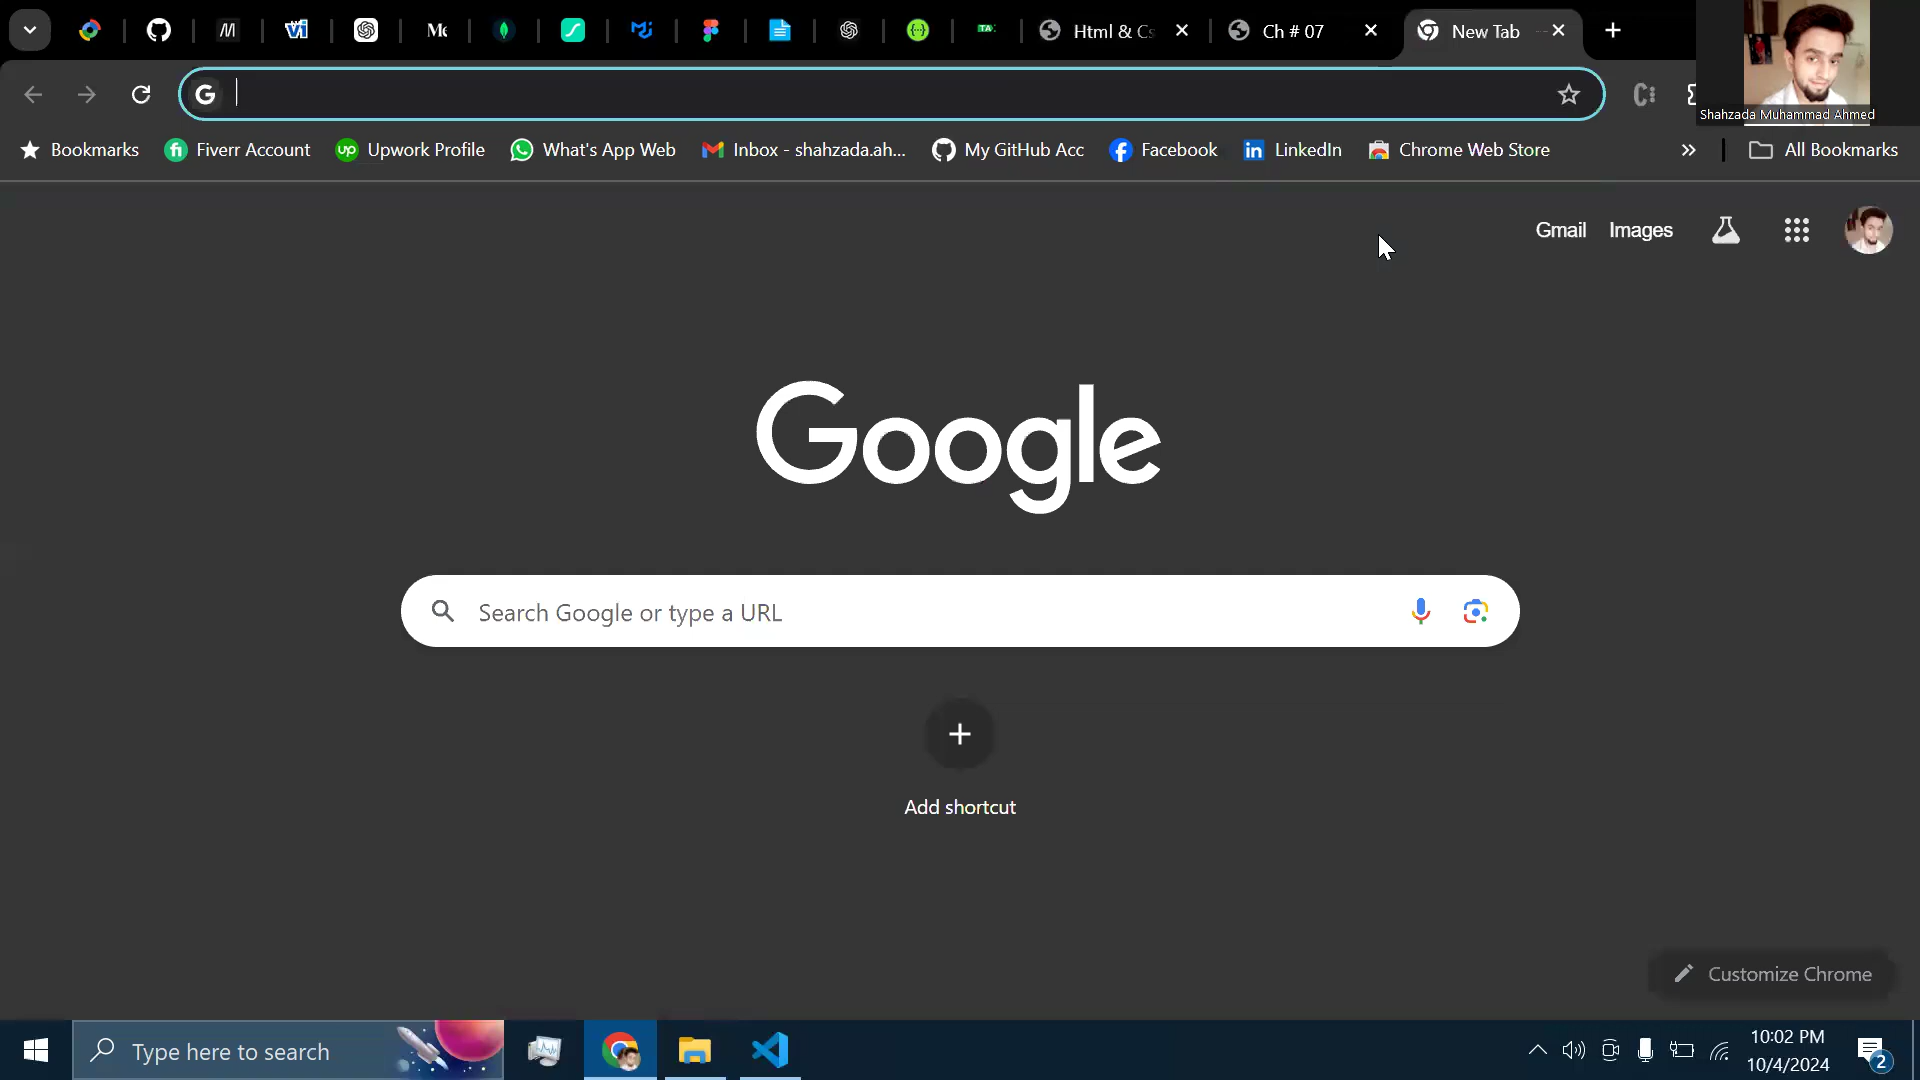 Html & Cs
Ch # 07
New Tab
Shahzada Muhammad Ahmed
Bookmarks
Fiverr Account
Upwork Profile
What's App Web
Inbox - shahzada.ah...
My GitHub Acc
Facebook
LinkedIn
Chrome Web Store
All Bookmarks
Gmail
Images
Google
Search Google or type a URL
Add shortcut
Customize Chrome
Type here to search
10:02 PM
10/4/2024
2